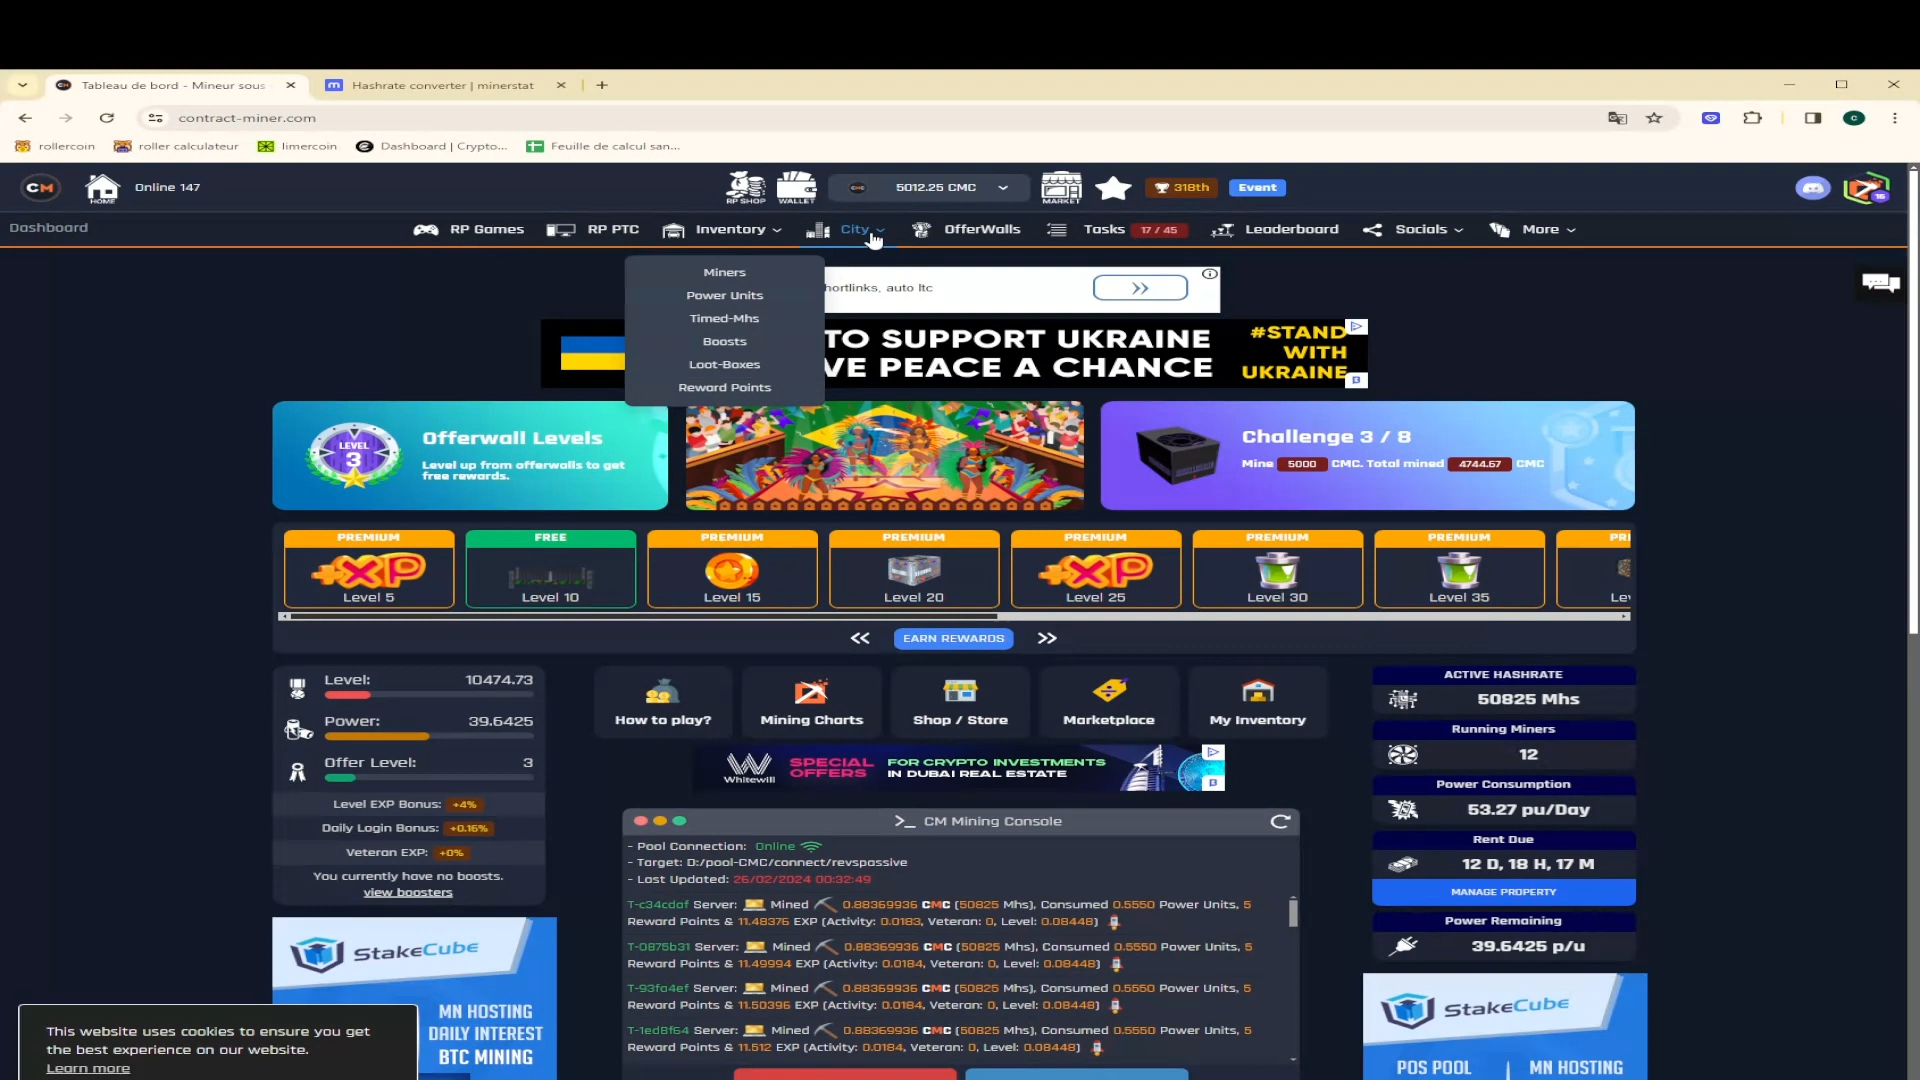 Tableau de bord - Mineur sous
Hashrate converter | minerstat
contract-miner.com
rollercoin
roller calculateur
limercoin
Dashboard | Crypto...
Feuille de calcul san...
CM
HOME
Online 147
RP SHOP
WALLET
5012.25 CMC
MARKET
318th
Event
15
Dashboard
RP Games
RP PTC
Inventory
City
OfferWalls
Tasks 17 / 45
Leaderboard
Socials
More
Miners
Power Units
Timed-Mhs
Boosts
Loot-Boxes
Reward Points
hortlinks, auto ltc
TO SUPPORT UKRAINE
VE PEACE A CHANCE
#STAND
WITH
UKRAINE
LEVEL
3
Offerwall Levels
Level up from offerwalls to get
free rewards.
Challenge 3 / 8
Mine 5000 CMC. Total mined 4744.67 CMC
PREMIUM
+XP
Level 5
FREE
Level 10
PREMIUM
Level 15
PREMIUM
Level 20
PREMIUM
+XP
Level 25
PREMIUM
Level 30
PREMIUM
Level 35
PRE
Lev
<< EARN REWARDS >>
Level: 10474.73
Power: 39.6425
Offer Level: 3
Level EXP Bonus: +4%
Daily Login Bonus: +0.16%
Veteran EXP: +0%
You currently have no boosts.
view boosters
How to play?
Mining Charts
Shop / Store
Marketplace
My Inventory
Whitewill
SPECIAL
OFFERS
FOR CRYPTO INVESTMENTS
IN DUBAI REAL ESTATE
>_ CM Mining Console
- Pool Connection: Online
- Target: D:/pool-CMC/connect/revspassive
- Last Updated: 26/02/2024 00:32:49
T-c34cdaf Server: Mined 0.88369936 CMC (50825 Mhs), Consumed 0.5550 Power Units, 5
Reward Points & 11.48376 EXP (Activity: 0.0183, Veteran: 0, Level: 0.08448)
T-0875b31 Server: Mined 0.88369936 CMC (50825 Mhs), Consumed 0.5550 Power Units, 5
Reward Points & 11.49994 EXP (Activity: 0.0184, Veteran: 0, Level: 0.08448)
T-93fa4ef Server: Mined 0.88369936 CMC (50825 Mhs), Consumed 0.5550 Power Units, 5
Reward Points & 11.50396 EXP (Activity: 0.0184, Veteran: 0, Level: 0.08448)
T-1ed8f64 Server: Mined 0.88369936 CMC (50825 Mhs), Consumed 0.5550 Power Units, 5
Reward Points & 11.512 EXP (Activity: 0.0184, Veteran: 0, Level: 0.08448)
ACTIVE HASHRATE
50825 Mhs
Running Miners
12
Power Consumption
53.27 pu/Day
Rent Due
12 D, 18 H, 17 M
MANAGE PROPERTY
Power Remaining
39.6425 p/u
StakeCube
MN HOSTING
DAILY INTEREST
BTC MINING
StakeCube
POS POOL
MN HOSTING
This website uses cookies to ensure you get
the best experience on our website.
Learn more